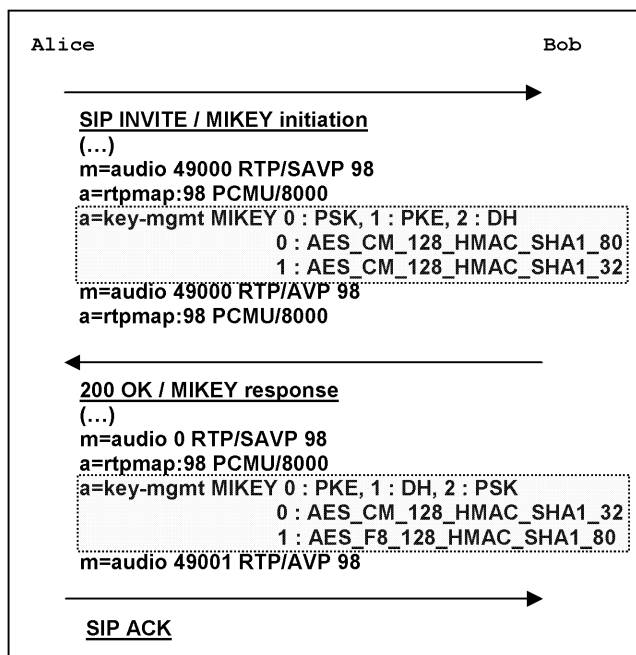 Alice Bob
SIP INVITE / MIKEY initiation
(...)
m=audio 49000 RTP/SAVP 98
a=rtpmap:98 PCMU/8000
a=key-mgmt MIKEY 0 : PSK, 1 : PKE, 2 : DH
0 : AES_CM_128_HMAC_SHA1_80
1 : AES_CM_128_HMAC_SHA1_32
m=audio 49000 RTP/AVP 98
a=rtpmap:98 PCMU/8000
200 OK / MIKEY response
(...)
m=audio 0 RTP/SAVP 98
a=rtpmap:98 PCMU/8000
a=key-mgmt MIKEY 0 : PKE, 1 : DH, 2 : PSK
0 : AES_CM_128_HMAC_SHA1_32
1 : AES_F8_128_HMAC_SHA1_80
m=audio 49001 RTP/AVP 98
SIP ACK